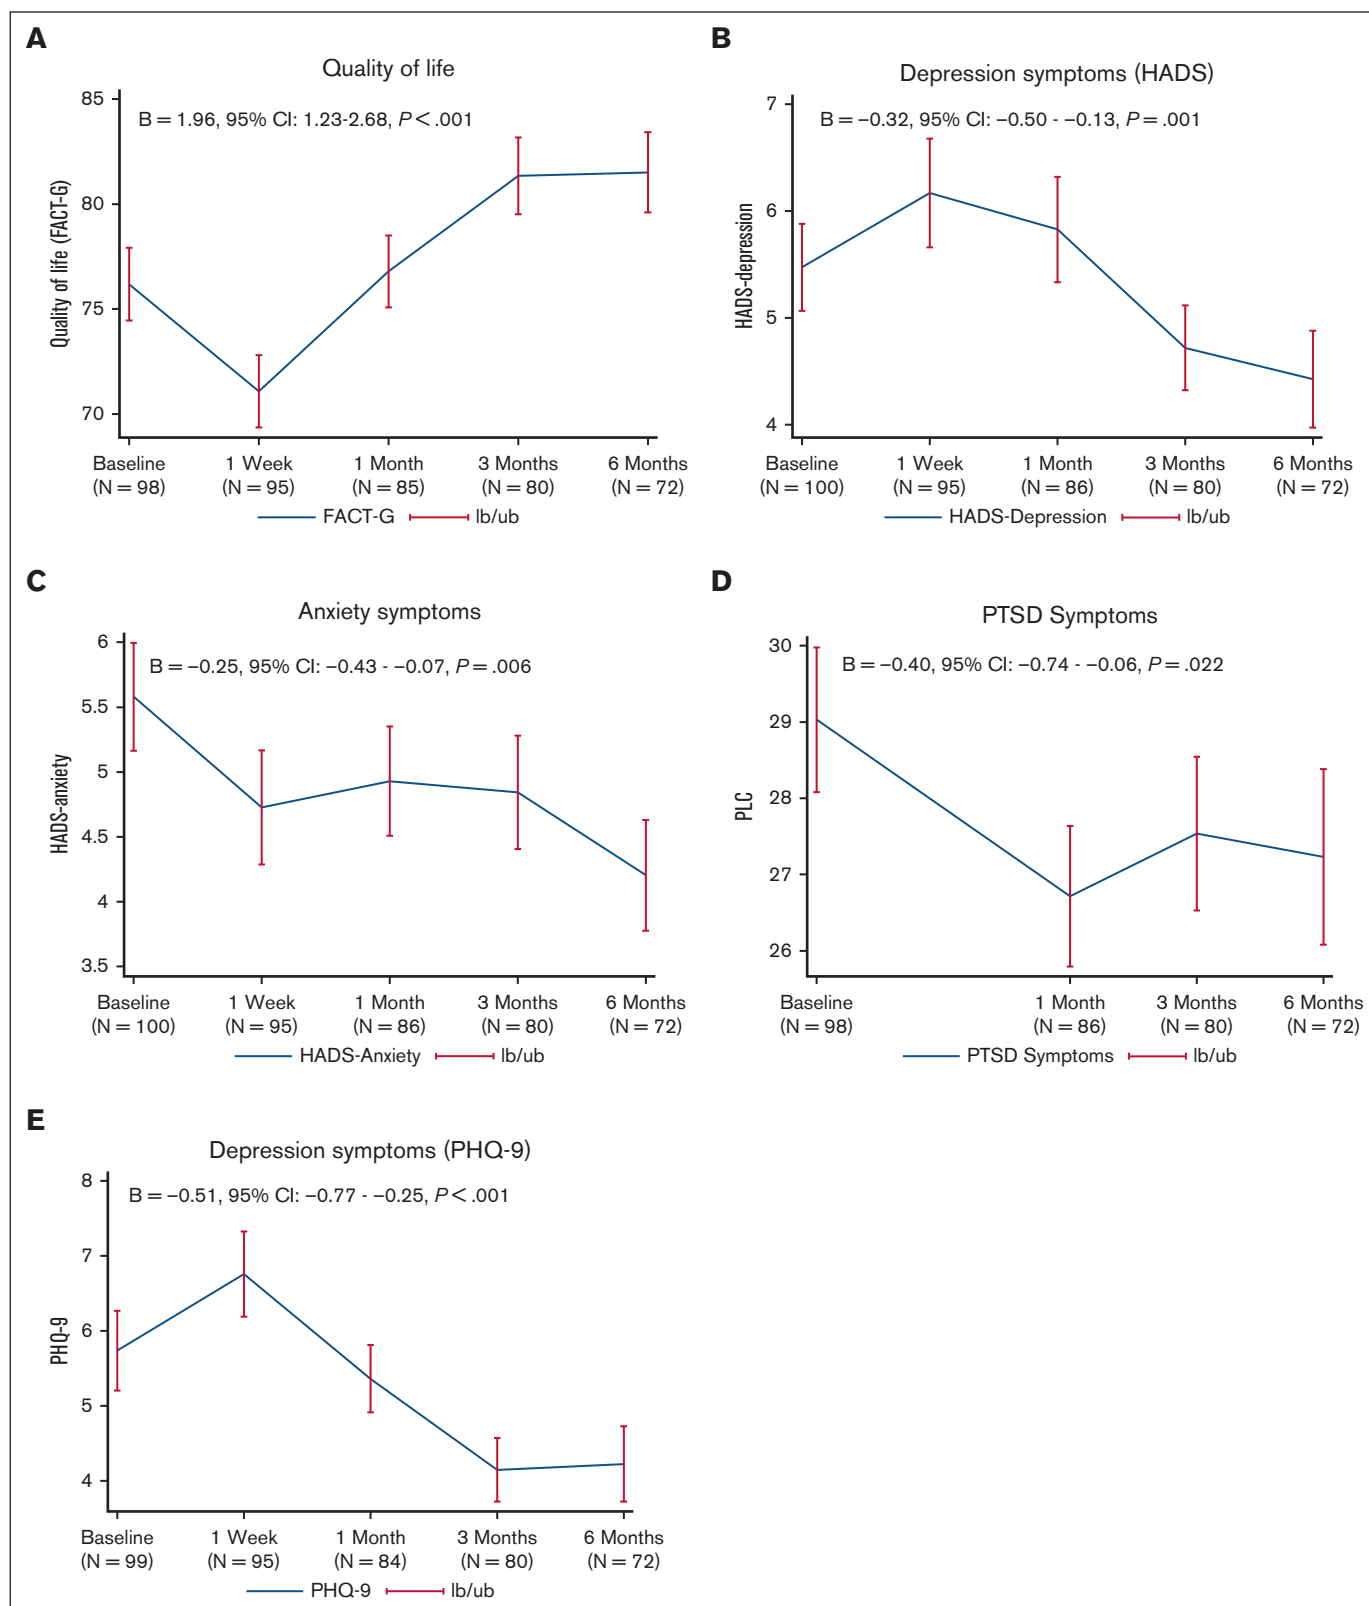 A
Quality of life
B = 1.96, 95% CI: 1.23-2.68, P < .001
Quality of life (FACT-G)
85
80
75
70
Baseline 1 Week 1 Month 3 Months 6 Months
(N = 98) (N = 95) (N = 85) (N = 80) (N = 72)
FACT-G lb/ub
B
Depression symptoms (HADS)
B = –0.32, 95% CI: –0.50 - –0.13, P = .001
HADS-depression
7
6
5
4
Baseline 1 Week 1 Month 3 Months 6 Months
(N = 100) (N = 95) (N = 86) (N = 80) (N = 72)
HADS-Depression lb/ub
C
Anxiety symptoms
B = –0.25, 95% CI: –0.43 - –0.07, P = .006
HADS-anxiety
6
5.5
5
4.5
4
3.5
Baseline 1 Week 1 Month 3 Months 6 Months
(N = 100) (N = 95) (N = 86) (N = 80) (N = 72)
HADS-Anxiety lb/ub
D
PTSD Symptoms
B = –0.40, 95% CI: –0.74 - –0.06, P = .022
PLC
30
29
28
27
26
Baseline 1 Month 3 Months 6 Months
(N = 98) (N = 86) (N = 80) (N = 72)
PTSD Symptoms lb/ub
E
Depression symptoms (PHQ-9)
B = –0.51, 95% CI: –0.77 - –0.25, P < .001
PHQ-9
8
7
6
5
4
Baseline 1 Week 1 Month 3 Months 6 Months
(N = 99) (N = 95) (N = 84) (N = 80) (N = 72)
PHQ-9 lb/ub